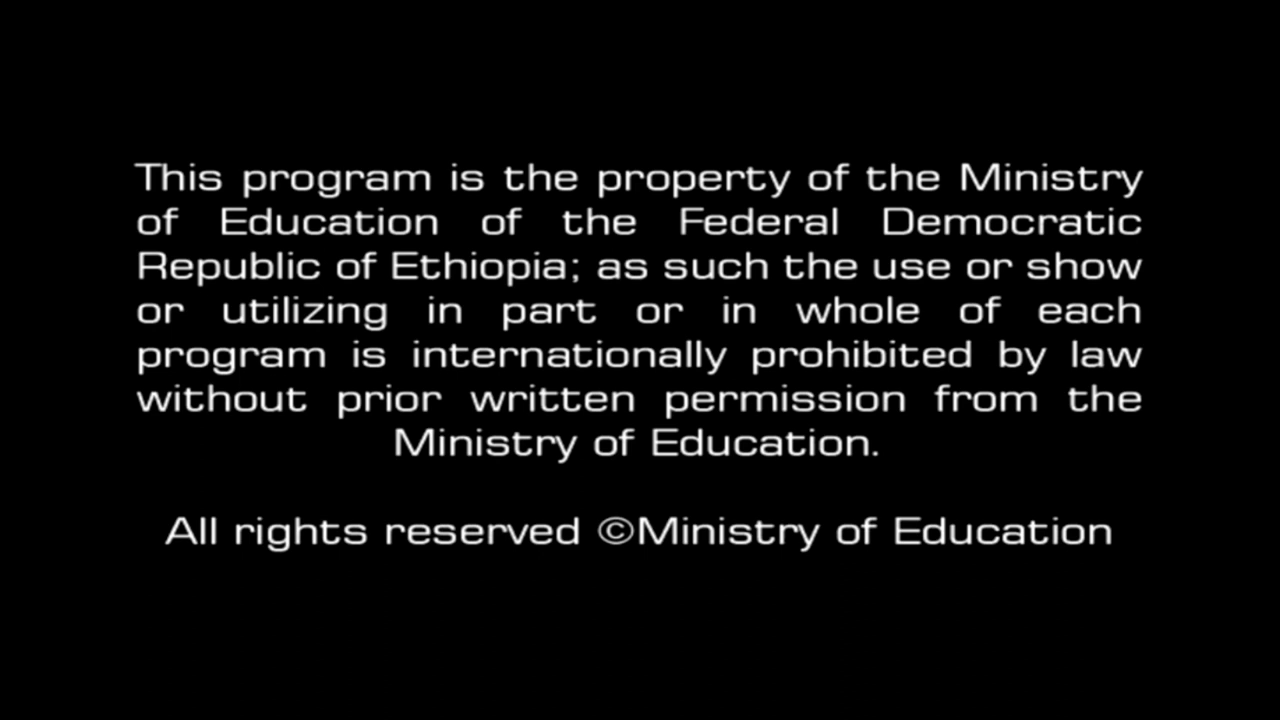 This program is the property of the Ministry
of Education of the Federal Democratic
Republic of Ethiopia; as such the use or show
or utilizing in part or in whole of each
program is internationally prohibited by law
without prior written permission from the
Ministry of Education.
All rights reserved ©Ministry of Education